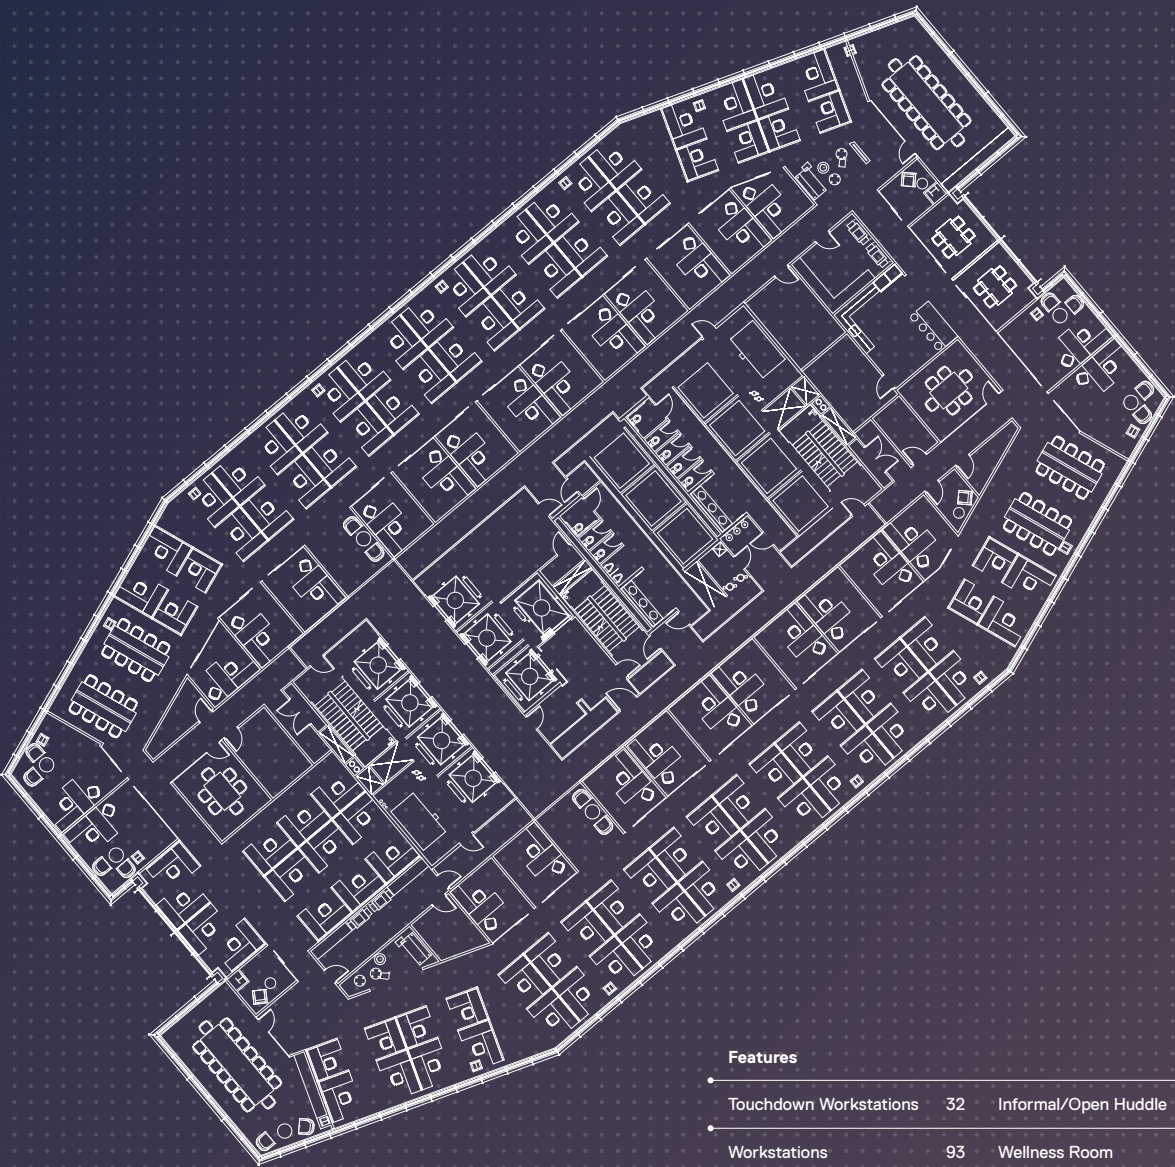 Features
Touchdown Workstations 32 Informal/Open Huddle
Workstations 93 Wellness Room